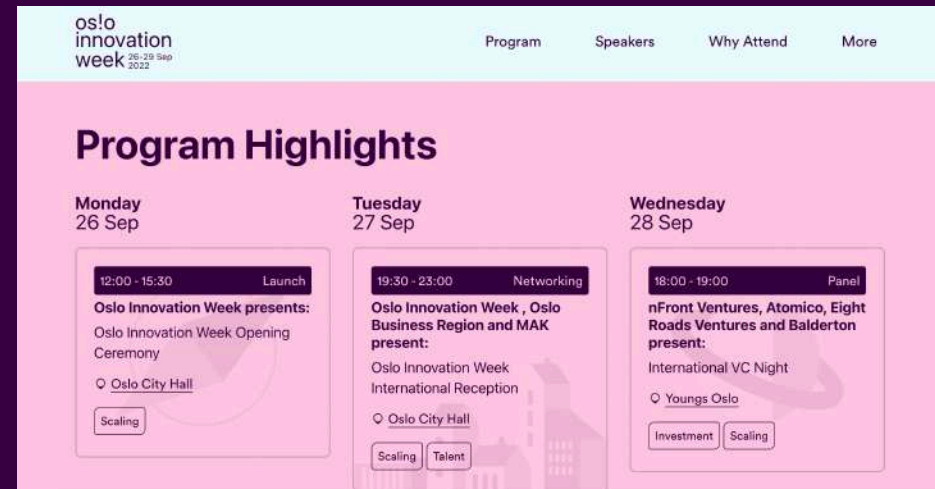 os!o
innovation
week 26-29 Sep
2022
Program
Speakers
Why Attend
More
Program Highlights
Monday
26 Sep
12:00 - 15:30 Launch
Oslo Innovation Week presents:
Oslo Innovation Week Opening
Ceremony
Oslo City Hall
Scaling
Tuesday
27 Sep
19:30 - 23:00 Networking
Oslo Innovation Week , Oslo
Business Region and MAK
present:
Oslo Innovation Week
International Reception
Oslo City Hall
Scaling Talent
Wednesday
28 Sep
18:00 - 19:00 Panel
nFront Ventures, Atomico, Eight
Roads Ventures and Balderton
present:
International VC Night
Youngs Oslo
Investment Scaling